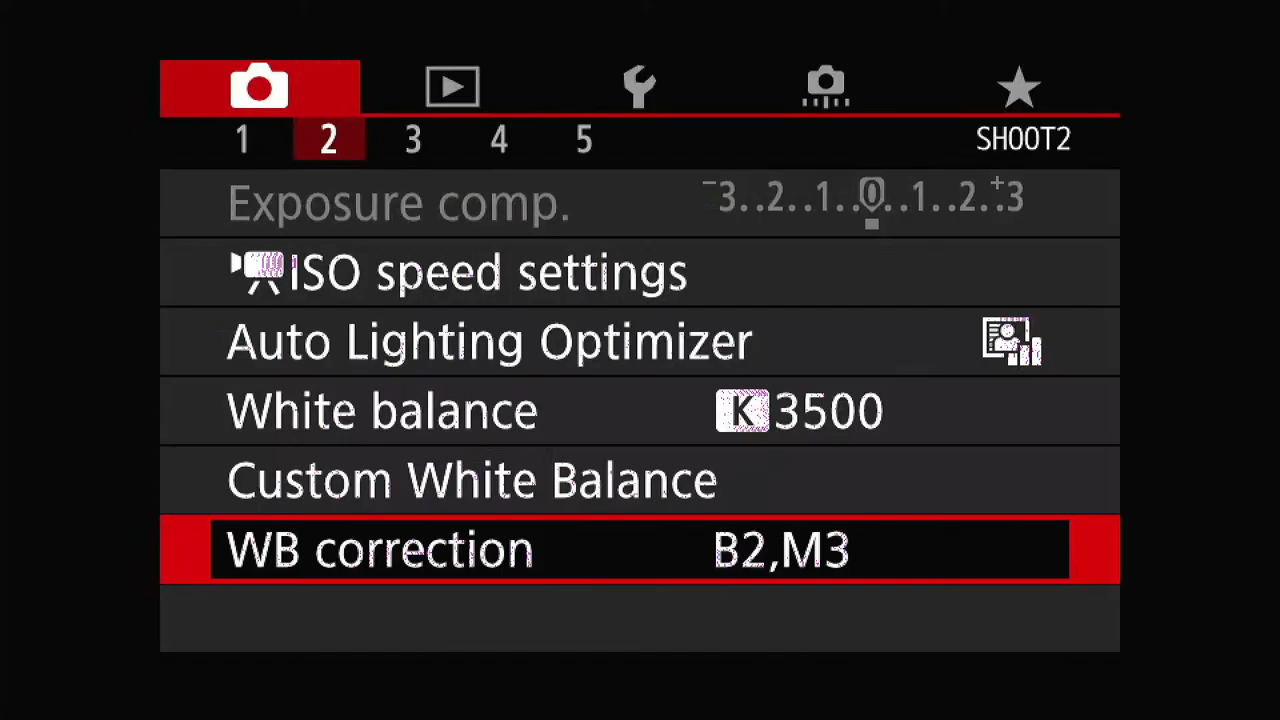 1 2 3 4 5 SHOOT2
Exposure comp. -3..2..1..0..1..2..+3
ISO speed settings
Auto Lighting Optimizer
White balance K 3500
Custom White Balance
WB correction B2,M3